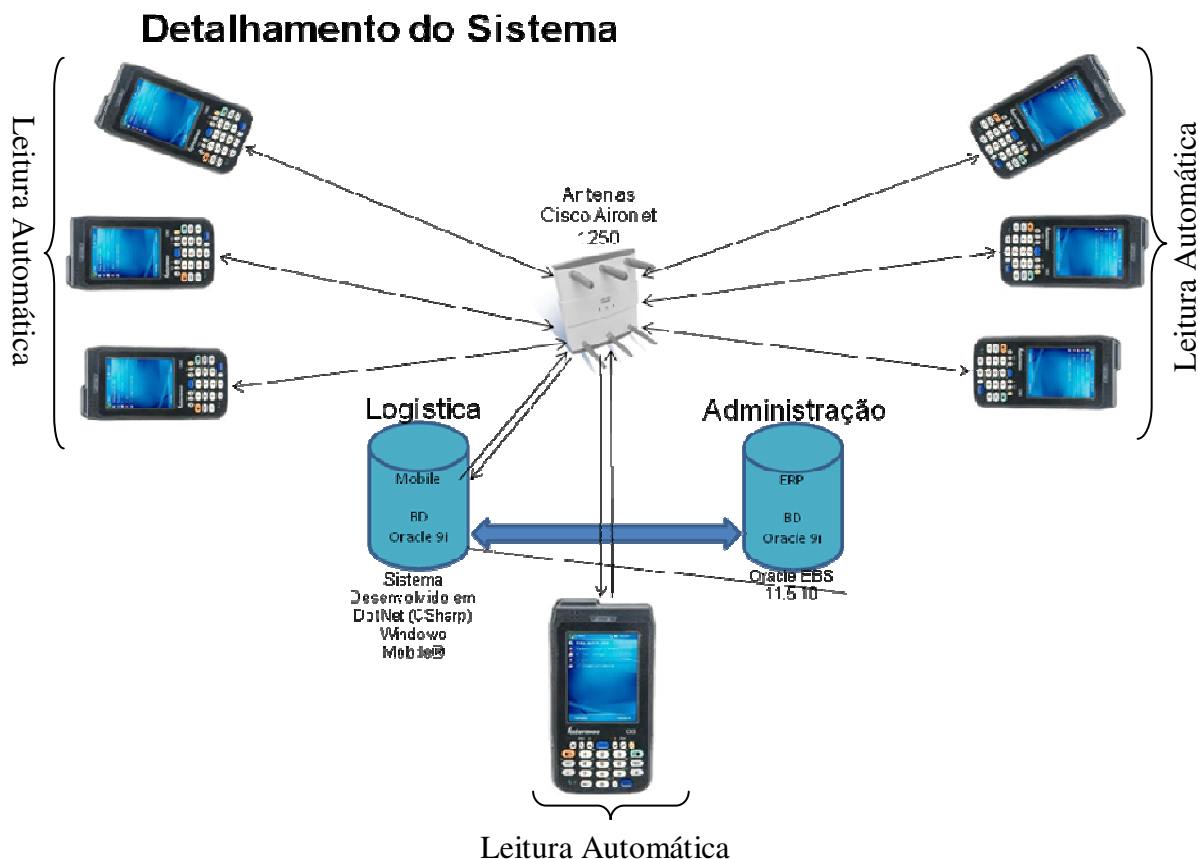 Detalhamento do Sistema
Leitura Automática
Leitura Automática
Antenas
Cisco Aironet
1250
Logística
Administração
Mobile
BD
Oracle 9i
ERP
BD
Oracle 9i
Sistema
Desenvolvido em
DotNet (CSharp)
Windows
Mobile®
Oracle EBS
11.5.10
Leitura Automática